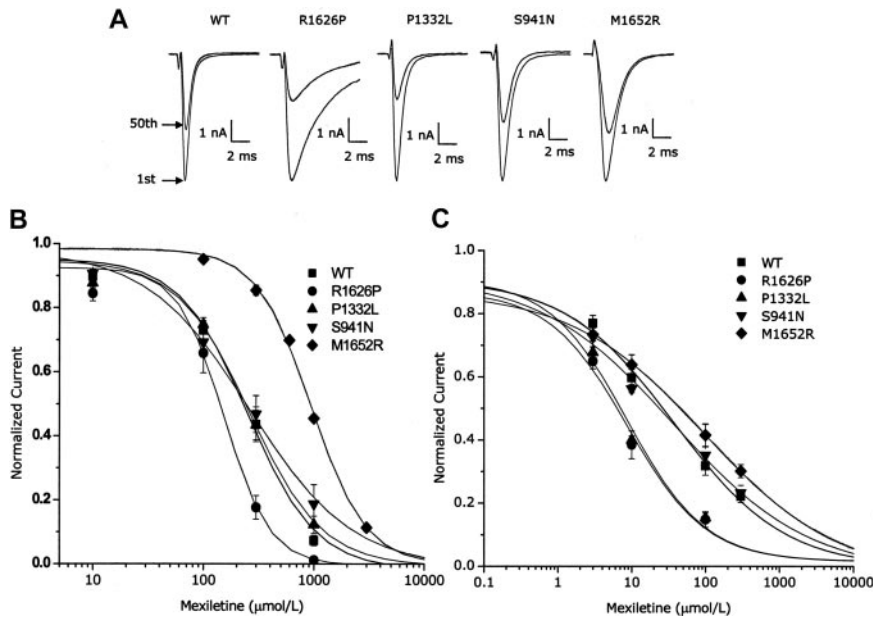 A
WT R1626P P1332L S941N M1652R
50th
1st
1 nA 1 nA 1 nA 1 nA 1 nA
2 ms 2 ms 2 ms 2 ms 2 ms
B
Normalized Current
1.0
0.8
0.6
0.4
0.2
0.0
WT
R1626P
P1332L
S941N
M1652R
10 100 1000 10000
Mexiletine (μmol/L)
C
Normalized Current
1.0
0.8
0.6
0.4
0.2
0.0
WT
R1626P
P1332L
S941N
M1652R
0.1 1 10 100 1000 10000
Mexiletine (μmol/L)